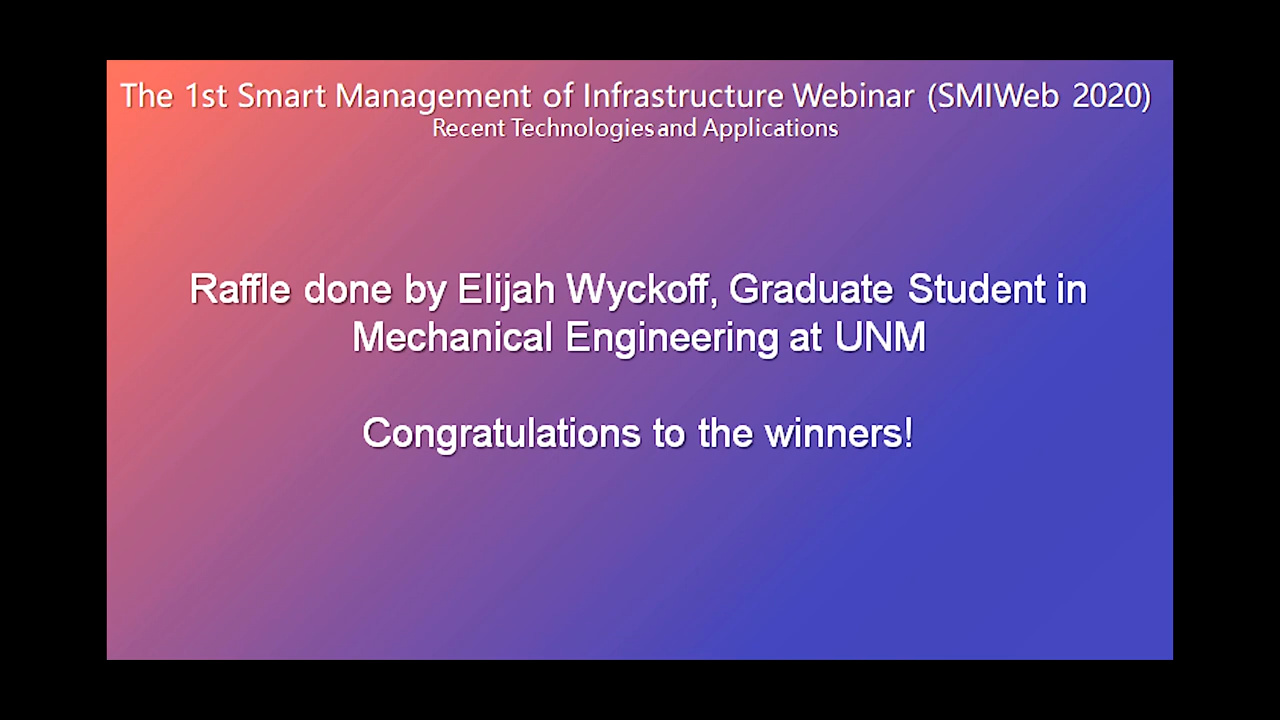 The 1st Smart Management of Infrastructure Webinar (SMIWeb 2020)
Recent Technologies and Applications
Raffle done by Elijah Wyckoff, Graduate Student in
Mechanical Engineering at UNM
Congratulations to the winners!